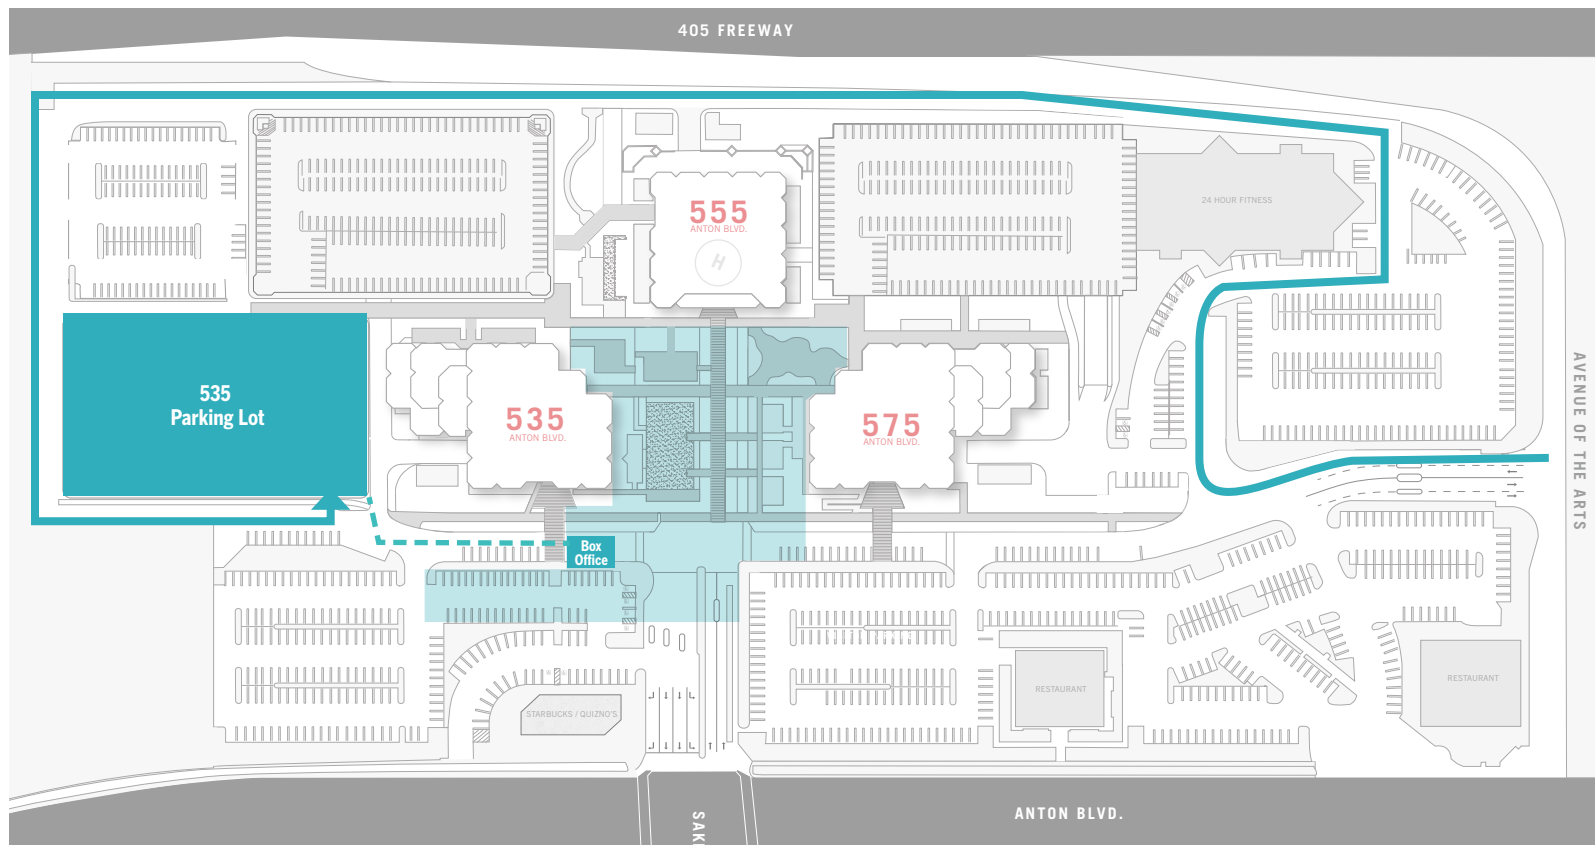 405 FREEWAY
555
ANTON BLVD.
H
24 HOUR FITNESS
535
Parking Lot
535
ANTON BLVD.
575
ANTON BLVD.
AVENUE OF THE ARTS
Box
Office
RESTAURANT
RESTAURANT
STARBUCKS / QUIZNO'S
ANTON BLVD.